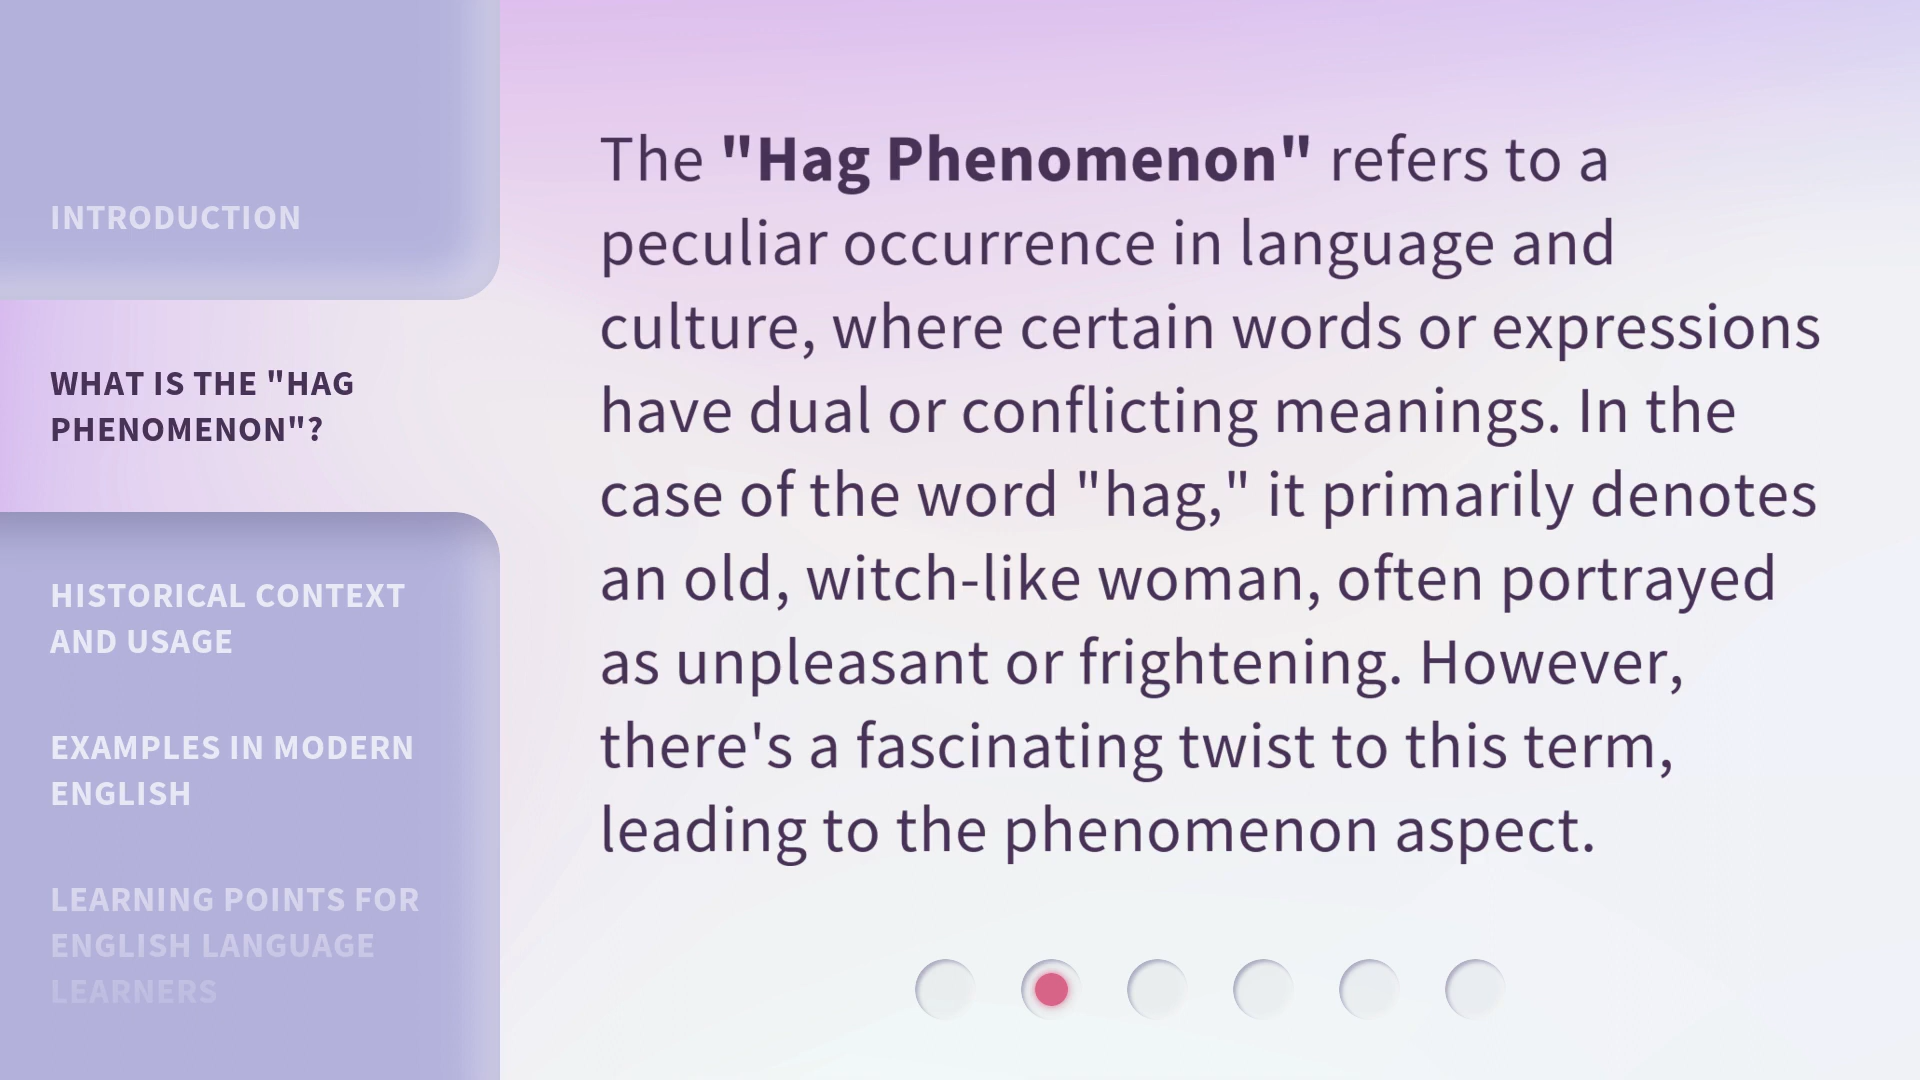 INTRODUCTION
WHAT IS THE "HAG
PHENOMENON"?
HISTORICAL CONTEXT
AND USAGE
EXAMPLES IN MODERN
ENGLISH
LEARNING POINTS FOR
ENGLISH LANGUAGE
LEARNERS
The "Hag Phenomenon" refers to a
peculiar occurrence in language and
culture, where certain words or expressions
have dual or conflicting meanings. In the
case of the word "hag," it primarily denotes
an old, witch-like woman, often portrayed
as unpleasant or frightening. However,
there's a fascinating twist to this term,
leading to the phenomenon aspect.